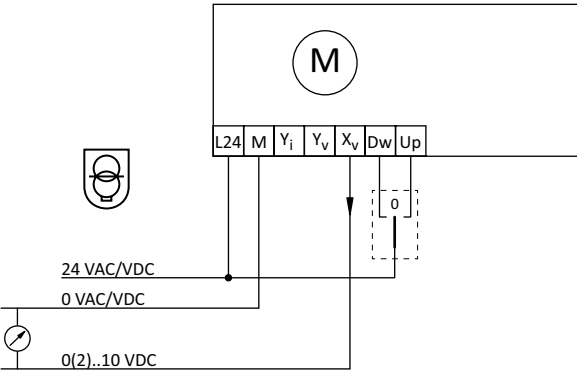 M
L24 M Yi Yv Xv Dw Up
0
24 VAC/VDC
0 VAC/VDC
0(2)..10 VDC